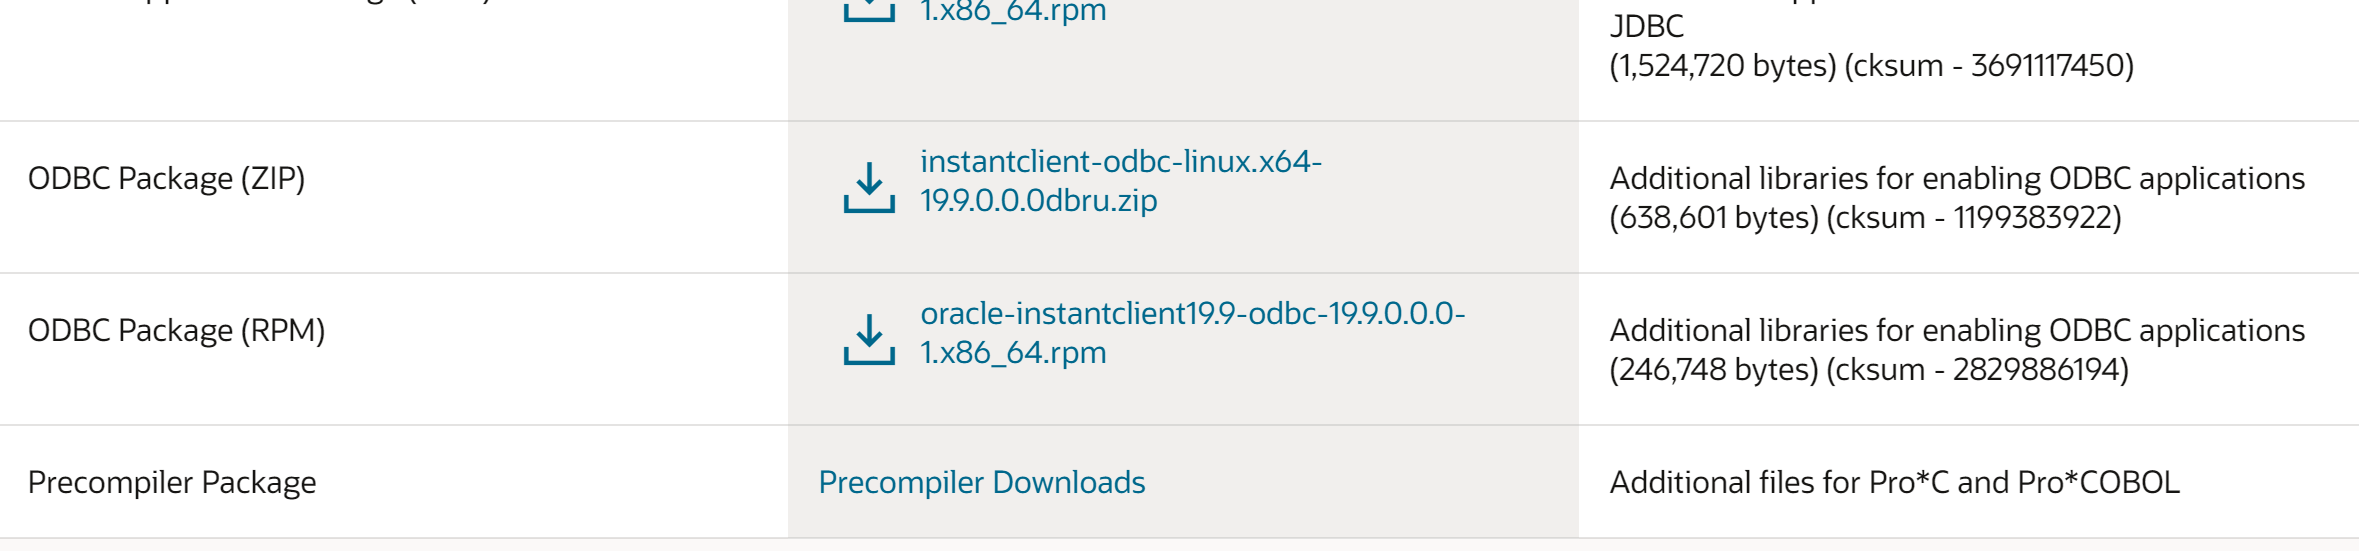 1.x86_64.rpm
JDBC
(1,524,720 bytes) (cksum - 3691117450)
ODBC Package (ZIP)
instantclient-odbc-linux.x64-
19.9.0.0.0dbru.zip
Additional libraries for enabling ODBC applications
(638,601 bytes) (cksum - 1199383922)
ODBC Package (RPM)
oracle-instantclient19.9-odbc-19.9.0.0.0-
1.x86_64.rpm
Additional libraries for enabling ODBC applications
(246,748 bytes) (cksum - 2829886194)
Precompiler Package
Precompiler Downloads
Additional files for Pro*C and Pro*COBOL